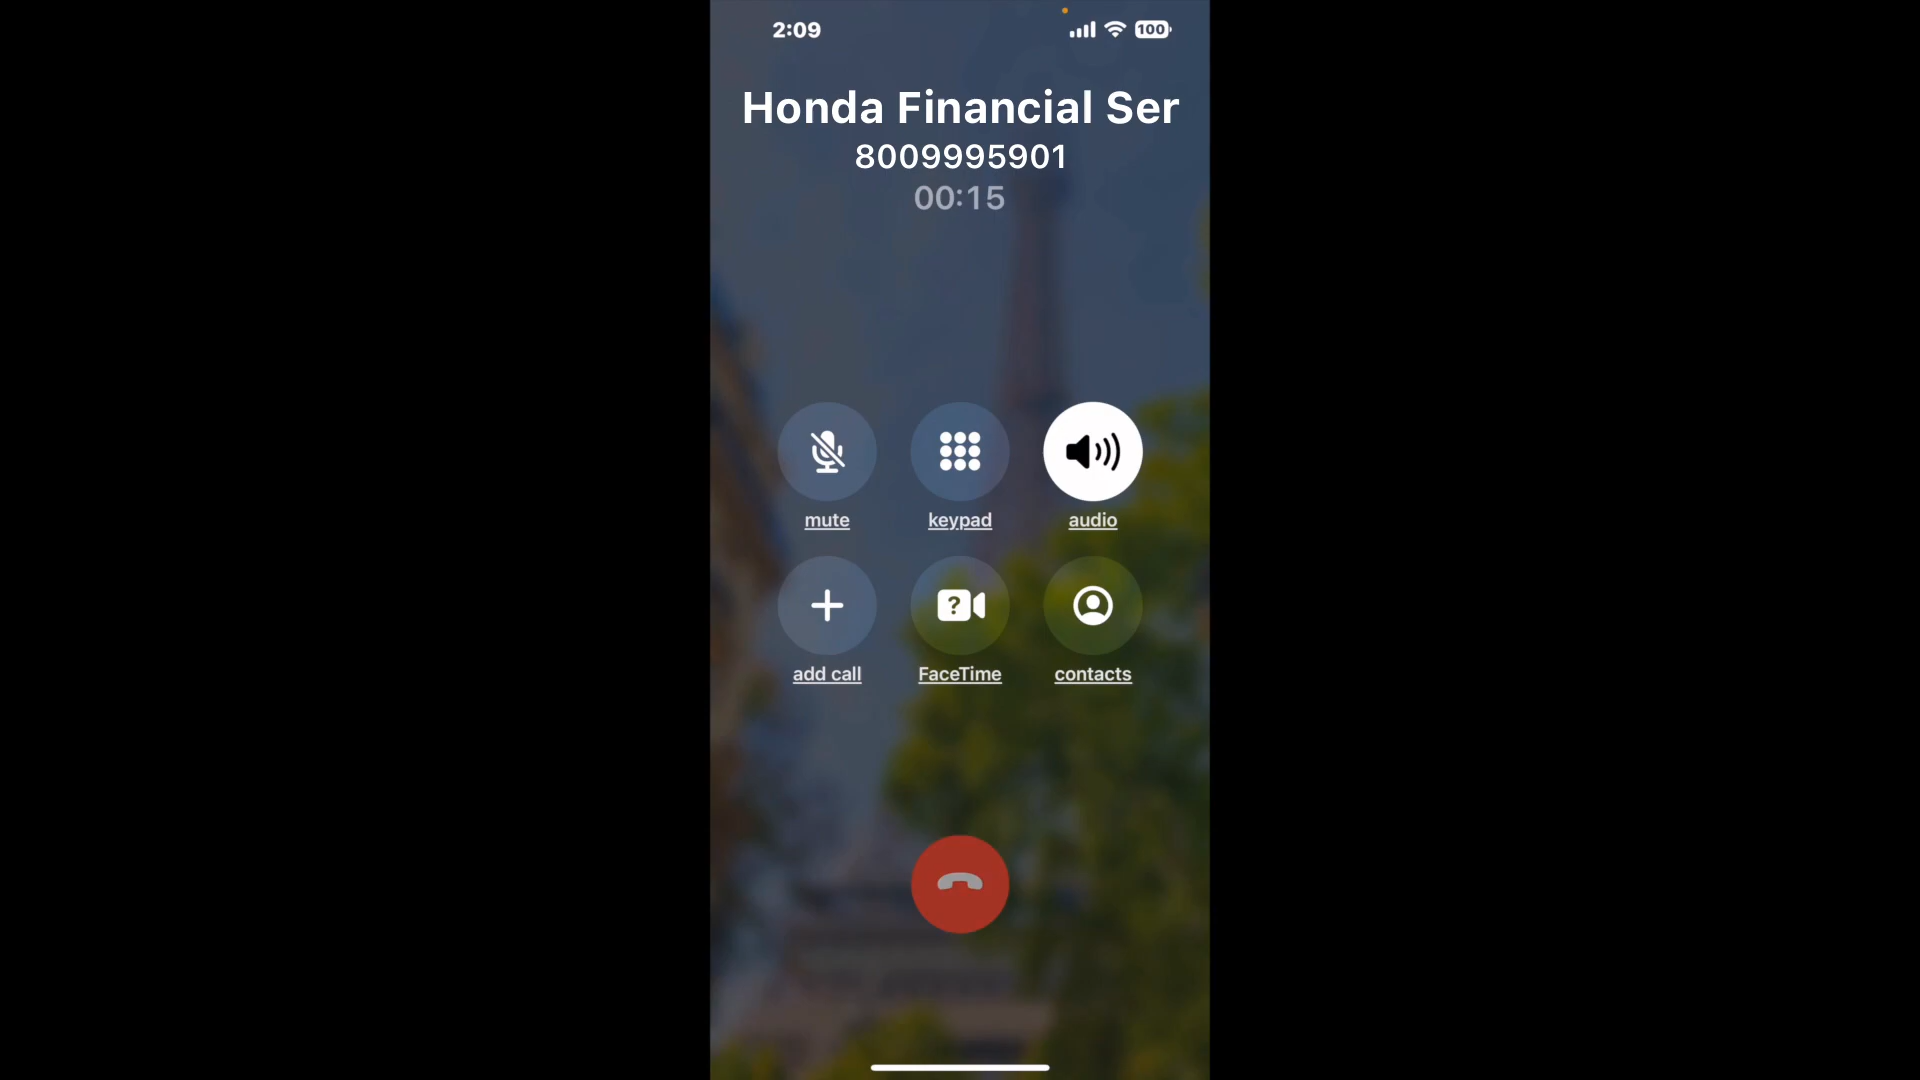 2:09
100
Honda Financial Ser
8009995901
00:15
mute
keypad
audio
?
add call
FaceTime
contacts